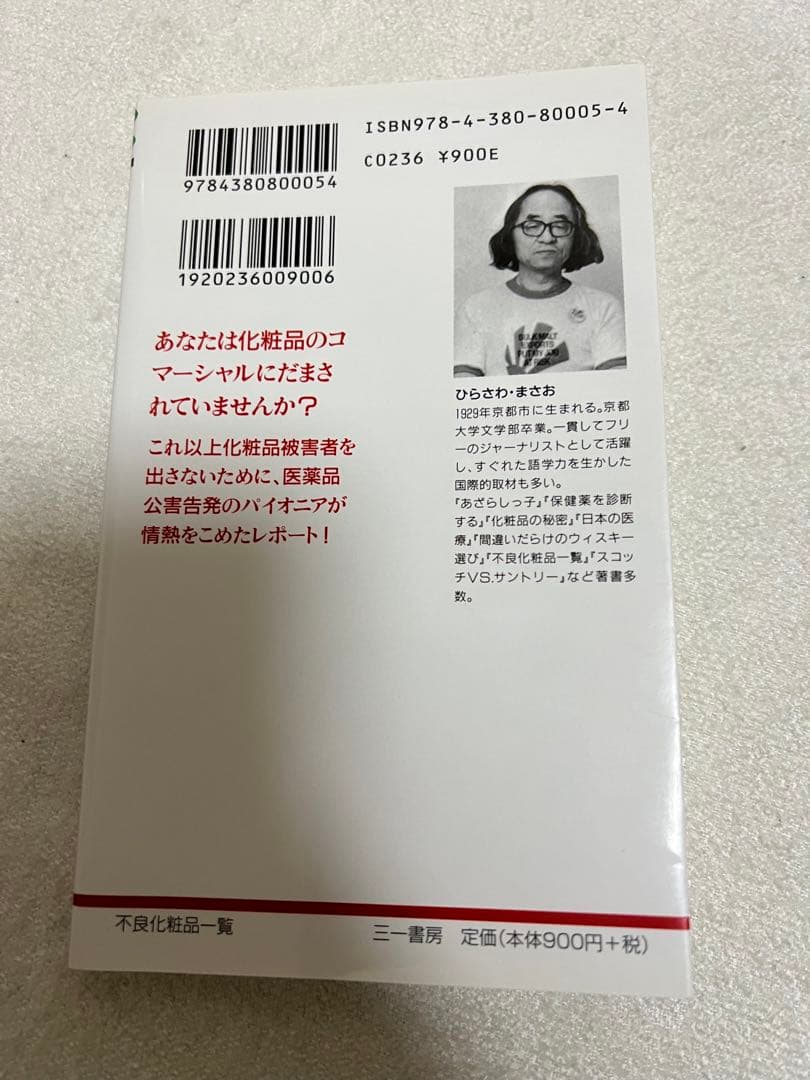 ISBN978-4-380-80005-4
C0236 ¥900E
9784380800054
1920236009006
あなたは化粧品のコ
マーシャルにだまさ
れていませんか?
これ以上化粧品被害者を
出さないために、医薬品
公害告発のパイオニアが
情熱をこめたレポート!
BULK MALT
EXPORTS
PUT MY JOB
AT RISK
ひらさわ・まさお
1929年京都市に生まれる。京都
大学文学部卒業。一貫してフリ
ーのジャーナリストとして活躍
し、すぐれた語学力を生かした
国際的取材も多い。
『あざらしっ子』『保健薬を診断
する』『化粧品の秘密』『日本の医
療』『間違いだらけのウィスキー
選び』『不良化粧品一覧』『スコッ
チVS.サントリー』など著書多
数。
不良化粧品一覧
三一書房 定価(本体900円+税)